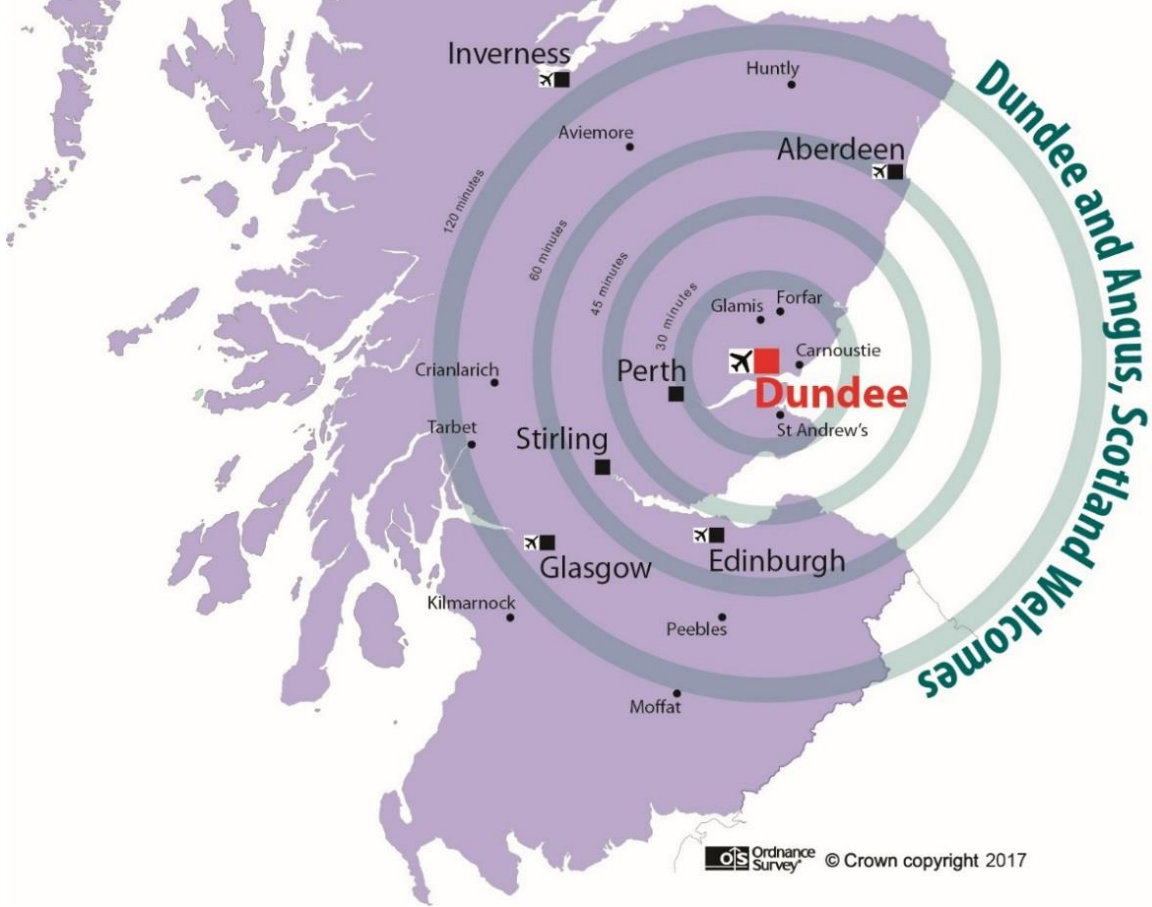 Inverness
Huntly
Aviemore
Aberdeen
120 minutes
60 minutes
45 minutes
30 minutes
Glamis
Forfar
Carnoustie
Perth
Dundee
Crianlarich
St Andrew's
Tarbet
Stirling
Glasgow
Edinburgh
Kilmarnock
Peebles
Moffat
Dundee and Angus, Scotland Welcomes
OS Ordnance
Survey® © Crown copyright 2017